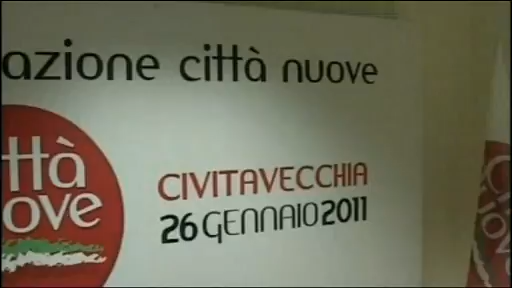 azione città nuove
ttà
ove
CIVITAVECCHIA
26 GENNAIO 2011